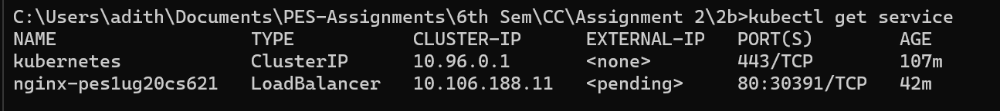 C:\Users\adith\Documents\PES-Assignments\6th Sem\CC\Assignment 2\2b>kubectl get service
NAME TYPE CLUSTER-IP EXTERNAL-IP PORT(S) AGE
kubernetes ClusterIP 10.96.0.1 <none> 443/TCP 107m
nginx-pes1ug20cs621 LoadBalancer 10.106.188.11 <pending> 80:30391/TCP 42m